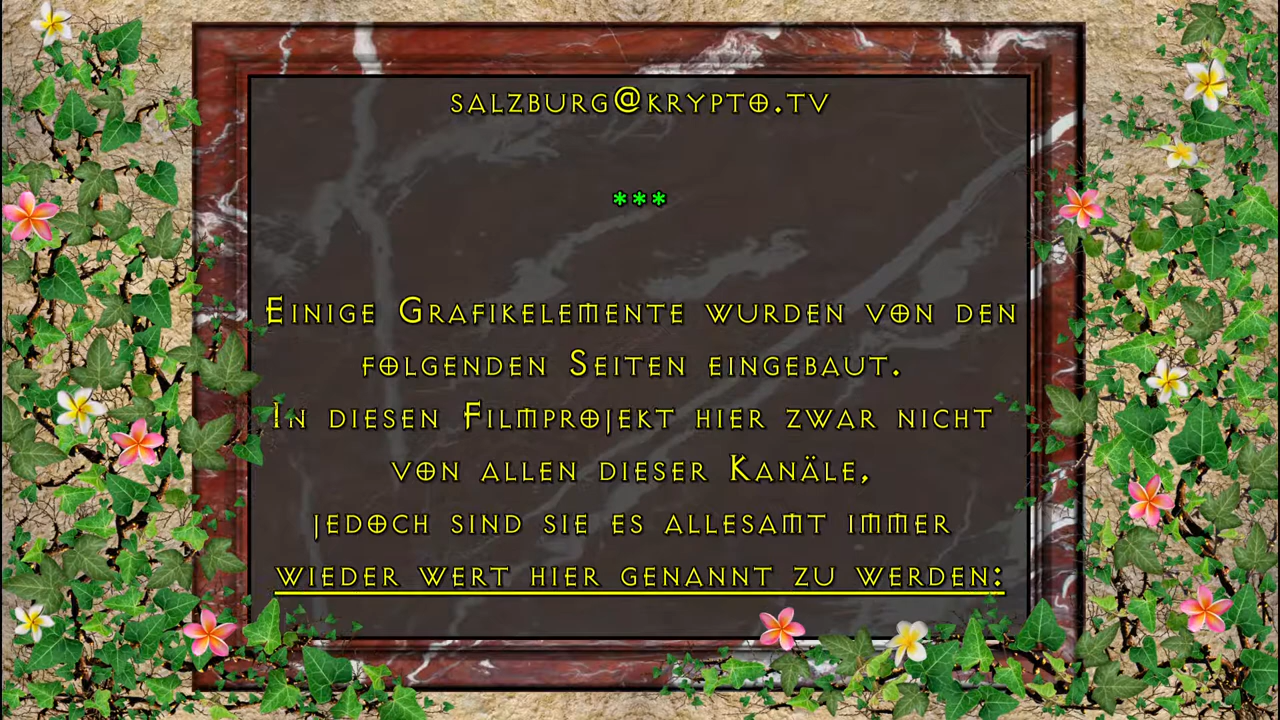 salzburg@krypto.tv
***
Einige Grafikelemente wurden von den
folgenden Seiten eingebaut.
In diesen Filmprojekt hier zwar nicht
von allen dieser Kanäle,
jedoch sind sie es allesamt immer
wieder wert hier genannt zu werden: